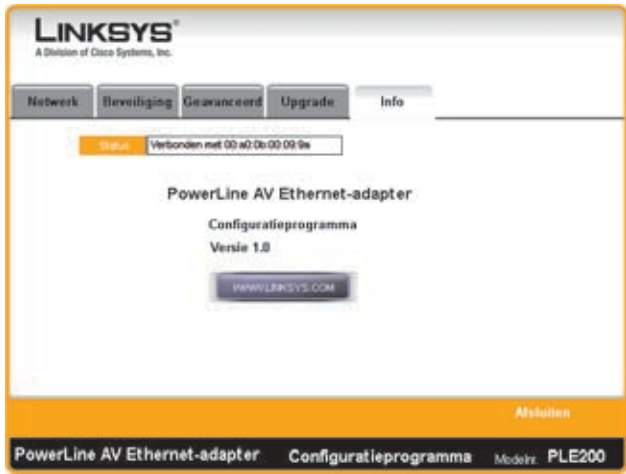 LINKSYS®
A Division of Cisco Systems, Inc.
Netwerk Beveiliging Geavanceerd Upgrade Info
Status Verbonden met 00:a0:0b:00:09:9a
PowerLine AV Ethernet-adapter
Configuratieprogramma
Versie 1.0
WWW.LINKSYS.COM
Afsluiten
PowerLine AV Ethernet-adapter Configuratieprogramma Modelnr. PLE200